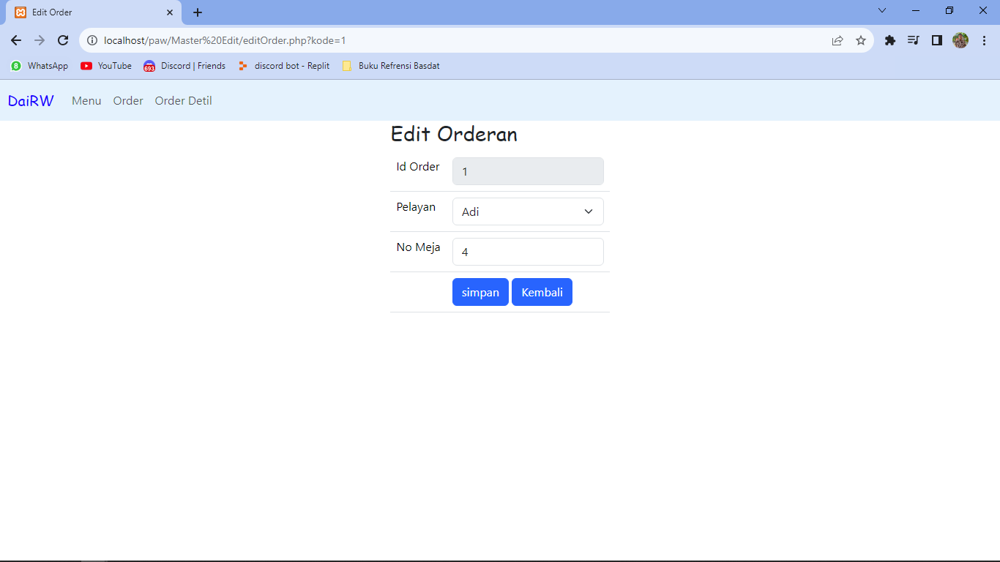 Edit Order
localhost/paw/Master%20Edit/editOrder.php?kode=1
8 WhatsApp YouTube 693 Discord | Friends discord bot - Replit Buku Refrensi Basdat
DaiRW Menu Order Order Detil
Edit Orderan
Id Order 1
Pelayan Adi
No Meja 4
simpan Kembali